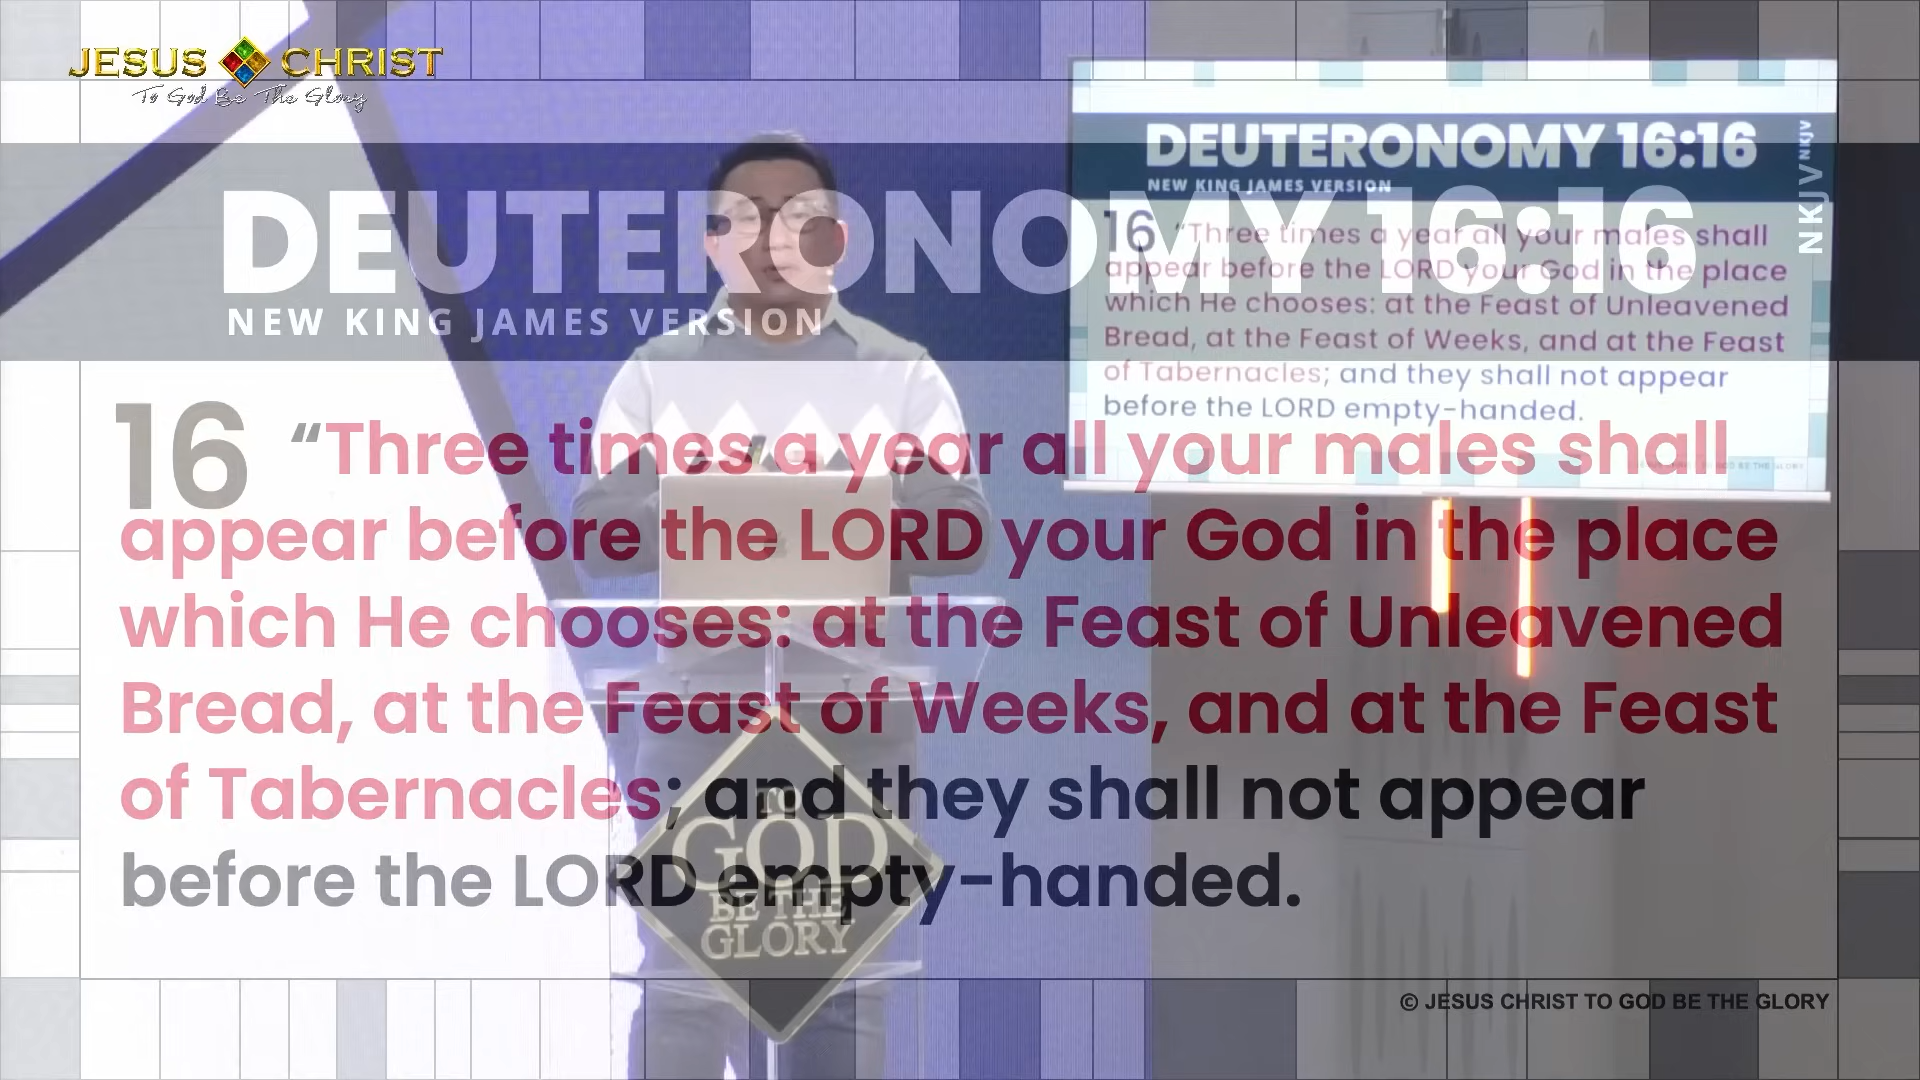 JESUS CHRIST
To God Be The Glory
DEUTERONOMY 16:16
NEW KING JAMES VERSION
NKJV
16 “Three times a year all your males shall
appear before the LORD your God in the place
which He chooses: at the Feast of Unleavened
Bread, at the Feast of Weeks, and at the Feast
of Tabernacles; and they shall not appear
before the LORD empty-handed.
DEUTERONOMY 16:16
NEW KING JAMES VERSION
NKJV
16 “Three times a year all your males shall
appear before the LORD your God in the place
which He chooses: at the Feast of Unleavened
Bread, at the Feast of Weeks, and at the Feast
of Tabernacles; and they shall not appear
before the LORD empty-handed.
TO
GOD
BE THE
GLORY
© JESUS CHRIST TO GOD BE THE GLORY